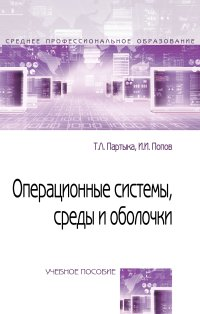 СРЕДНЕЕ ПРОФЕССИОНАЛЬНОЕ ОБРАЗОВАНИЕ
Т.Л. Партыка, И.И. Попов
Операционные системы,
среды и оболочки
УЧЕБНОЕ ПОСОБИЕ